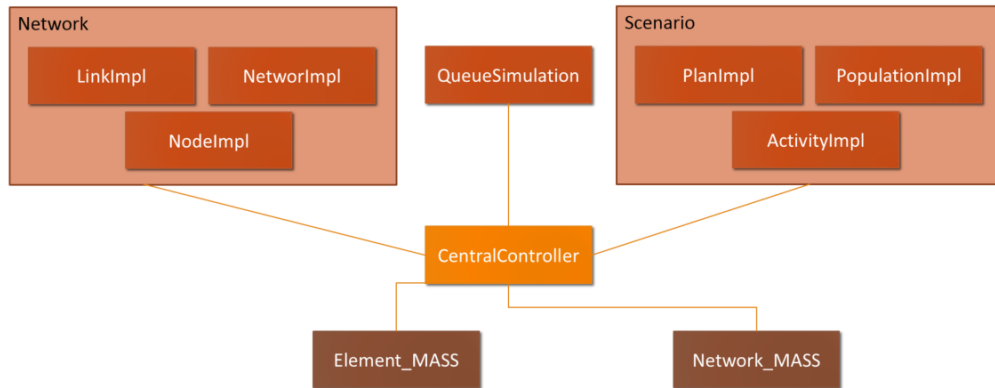 Network
LinkImpl
NetworImpl
NodeImpl
QueueSimulation
Scenario
PlanImpl
PopulationImpl
ActivityImpl
CentralController
Element_MASS
Network_MASS